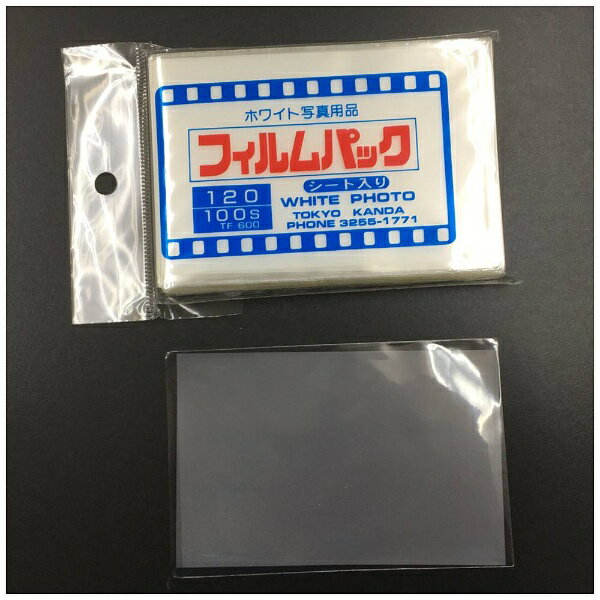 ホワイト写真用品
フィルムパック
120
100S
TF 600
シート入り
WHITE PHOTO
TOKYO KANDA
PHONE 3255-1771